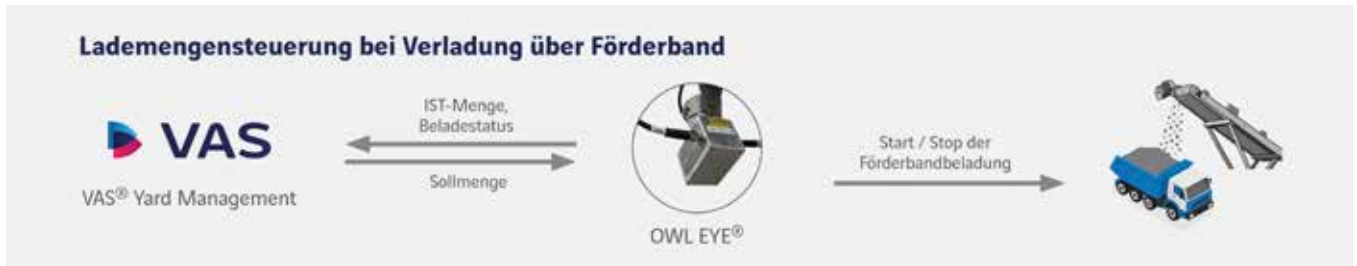 Lademengensteuerung bei Verladung über Förderband
VAS
VAS® Yard Management
IST-Menge,
Beladestatus
Sollmenge
OWL EYE®
Start / Stop der
Förderbandbeladung